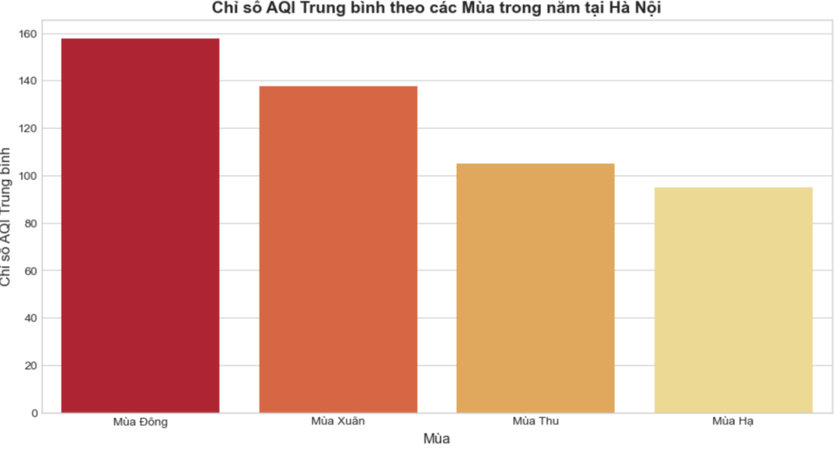 Chỉ số AQI Trung bình theo các Mùa trong năm tại Hà Nội
Chỉ số AQI Trung bình
160
140
120
100
80
60
40
20
0
Mùa Đông
Mùa Xuân
Mùa Thu
Mùa Hạ
Mùa